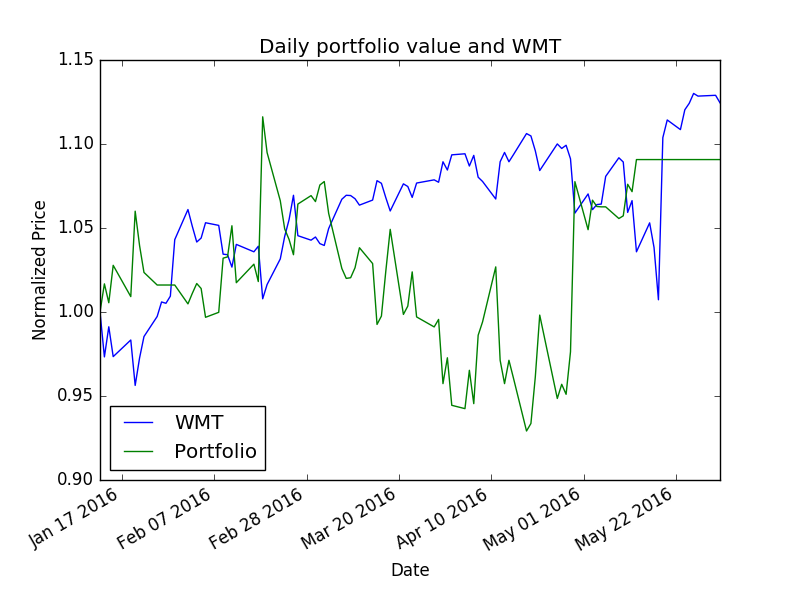 Daily portfolio value and WMT
1.15
1.10
1.05
1.00
0.95
0.90
Normalized Price
WMT
Portfolio
Jan 17 2016
Feb 07 2016
Feb 28 2016
Mar 20 2016
Apr 10 2016
May 01 2016
May 22 2016
Date